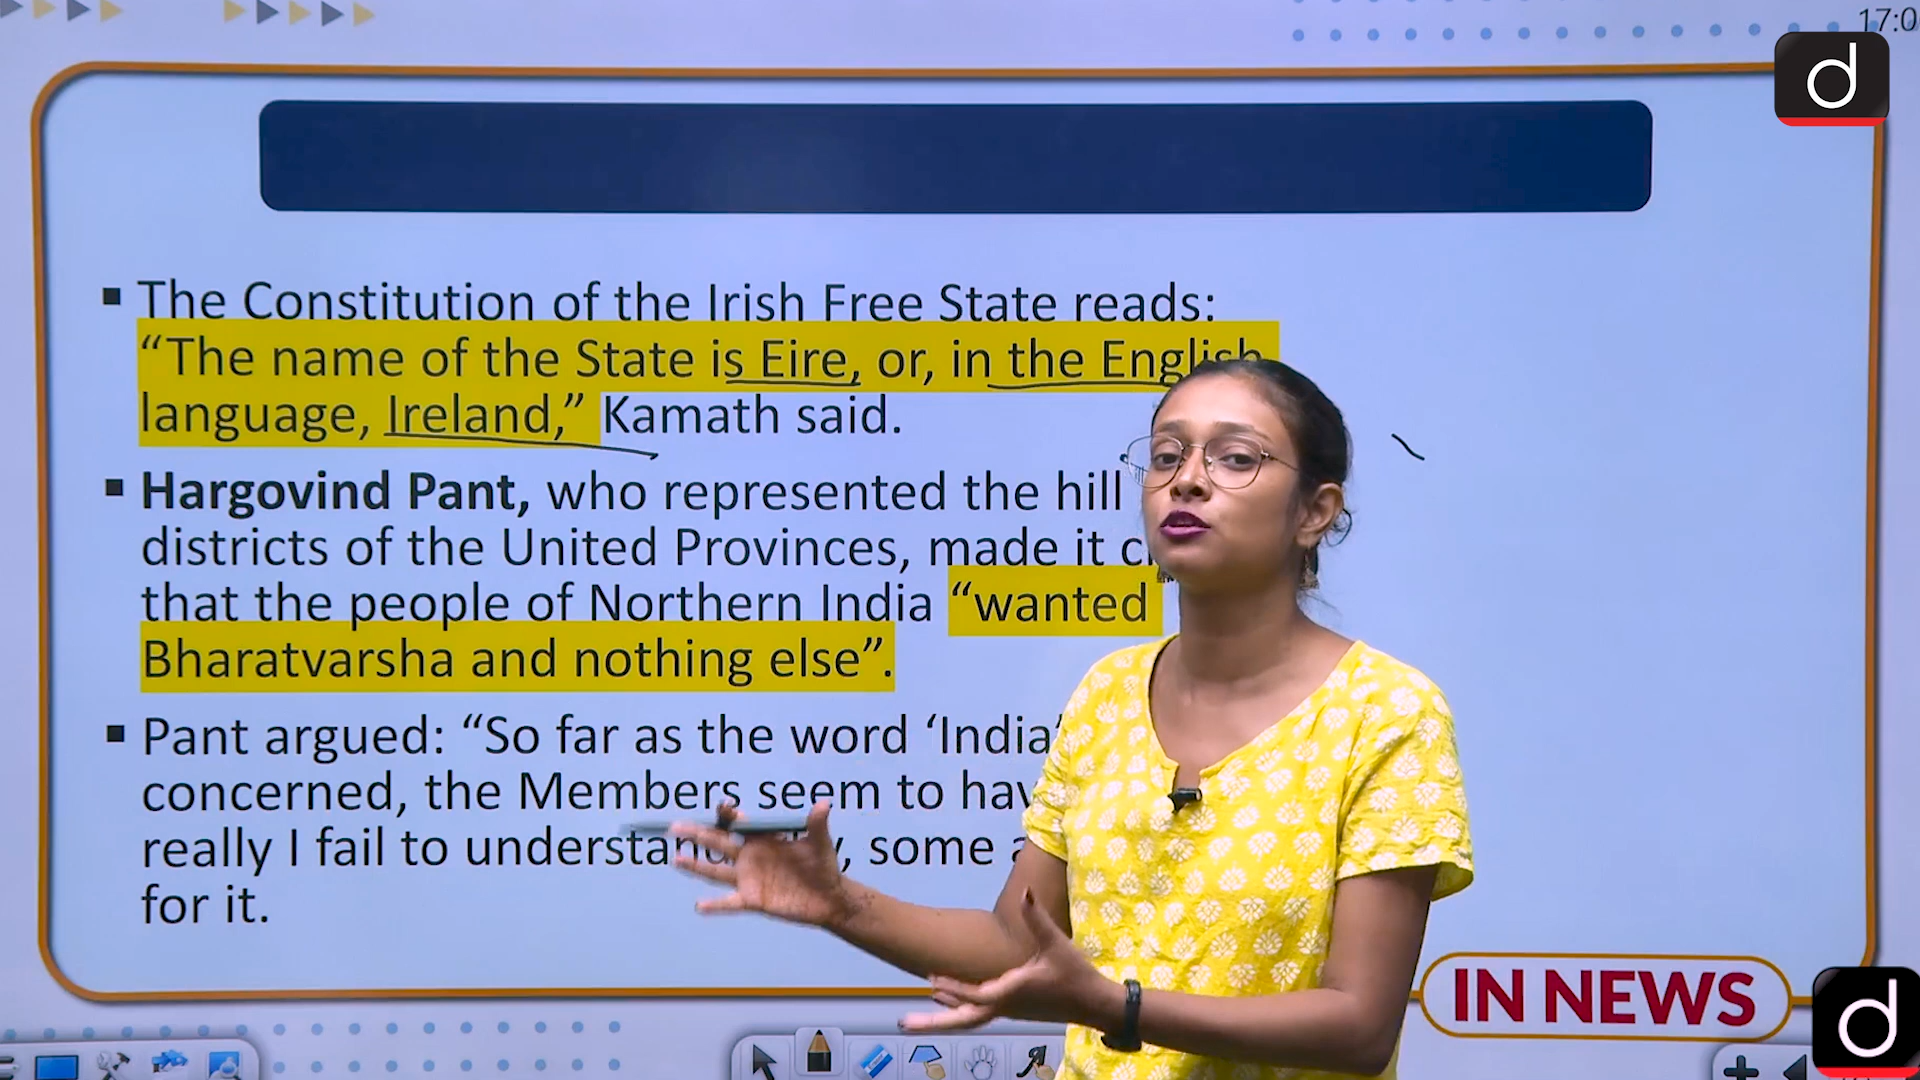 17:0
d
The Constitution of the Irish Free State reads:
“The name of the State is Eire, or, in the English
language, Ireland,” Kamath said.
Hargovind Pant, who represented the hill
districts of the United Provinces, made it
that the people of Northern India “wanted
Bharatvarsha and nothing else”.
Pant argued: “So far as the word ‘India’
concerned, the Members seem to
really I fail to understand some
for it.
IN NEWS
d